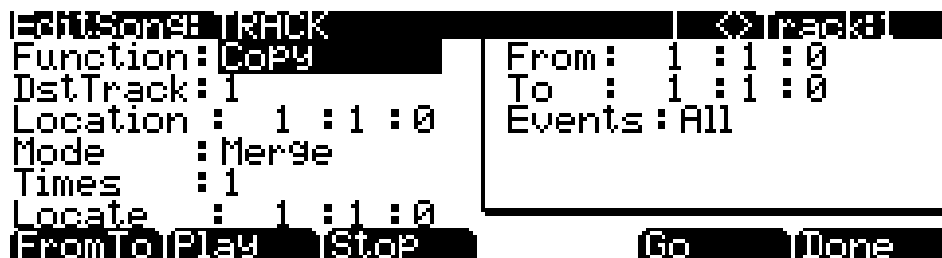 EditSong:TRACK <>Track:1
Function:Copy From: 1:1:0
DstTrack:1 To : 1:1:0
Location : 1:1:0 Events:All
Mode :Merge
Times :1
Locate : 1:1:0
FromTo Play Stop Go Done